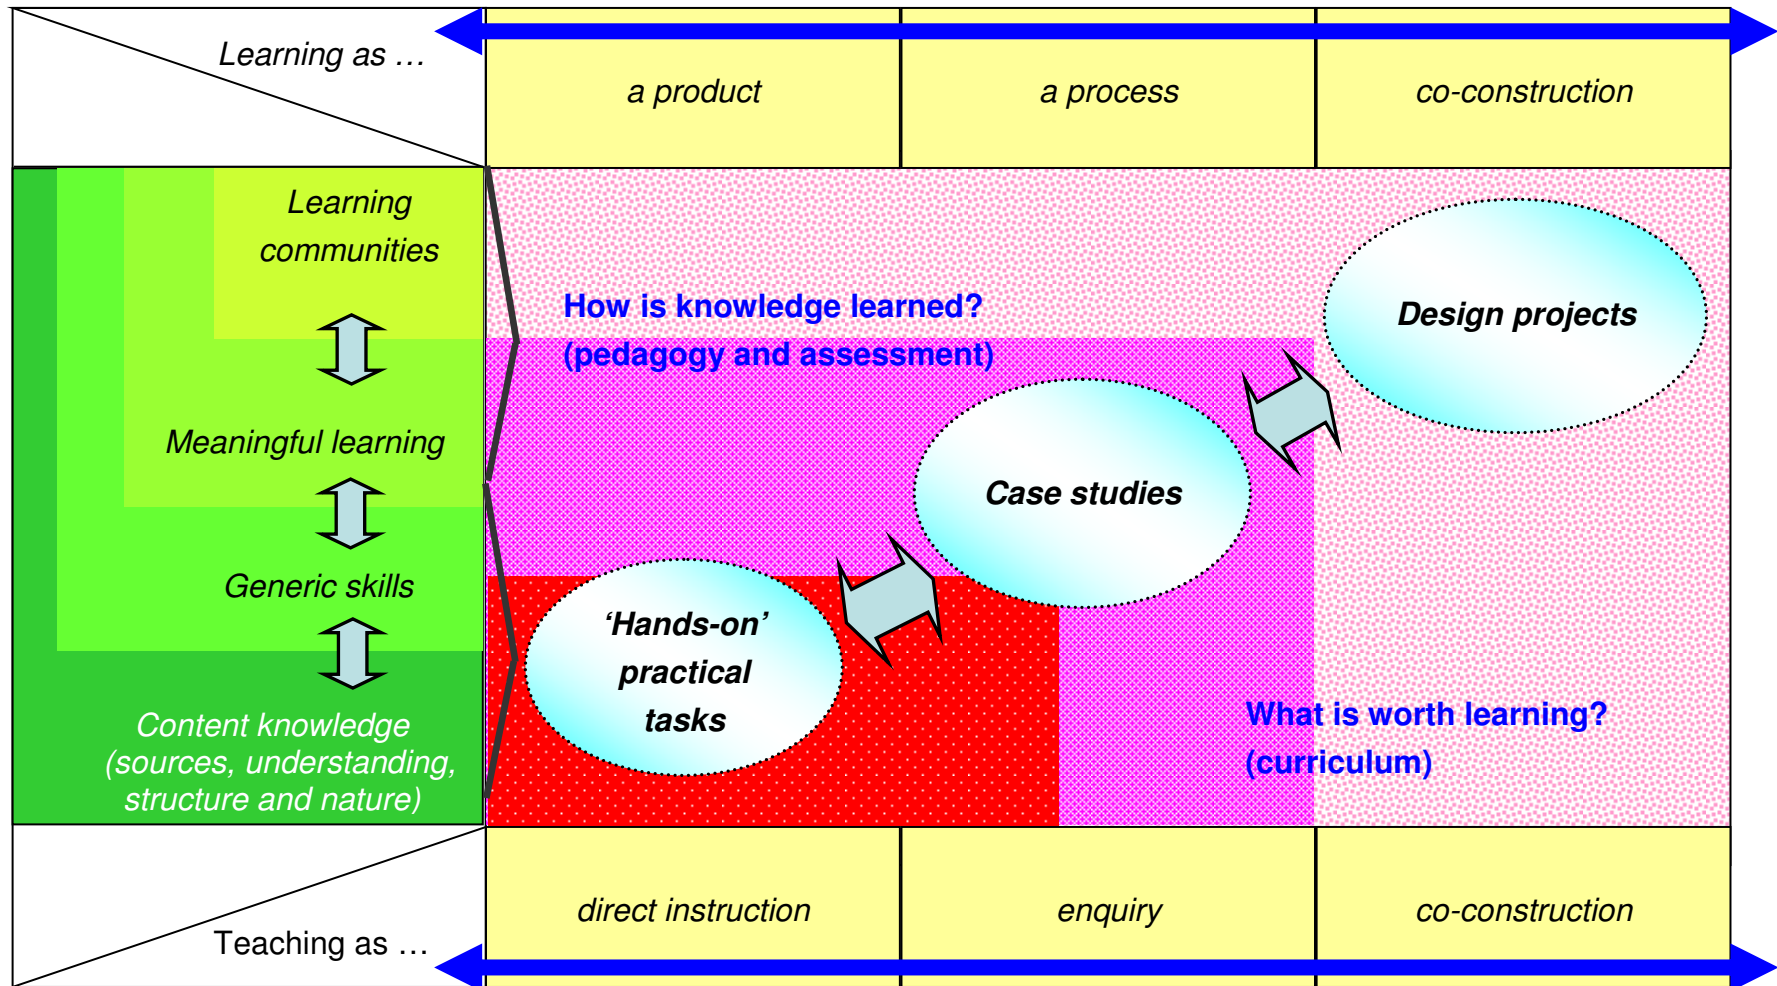 Learning as …
a product
a process
co-construction
Learning
communities
Meaningful learning
Generic skills
Content knowledge
(sources, understanding,
structure and nature)
How is knowledge learned?
(pedagogy and assessment)
Design projects
Case studies
‘Hands-on’
practical
tasks
What is worth learning?
(curriculum)
Teaching as …
direct instruction
enquiry
co-construction